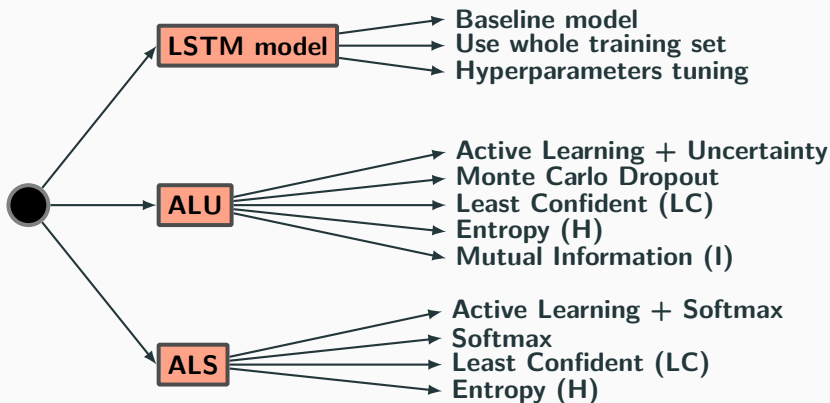 LSTM model
Baseline model
Use whole training set
Hyperparameters tuning
ALU
Active Learning + Uncertainty
Monte Carlo Dropout
Least Confident (LC)
Entropy (H)
Mutual Information (I)
ALS
Active Learning + Softmax
Softmax
Least Confident (LC)
Entropy (H)